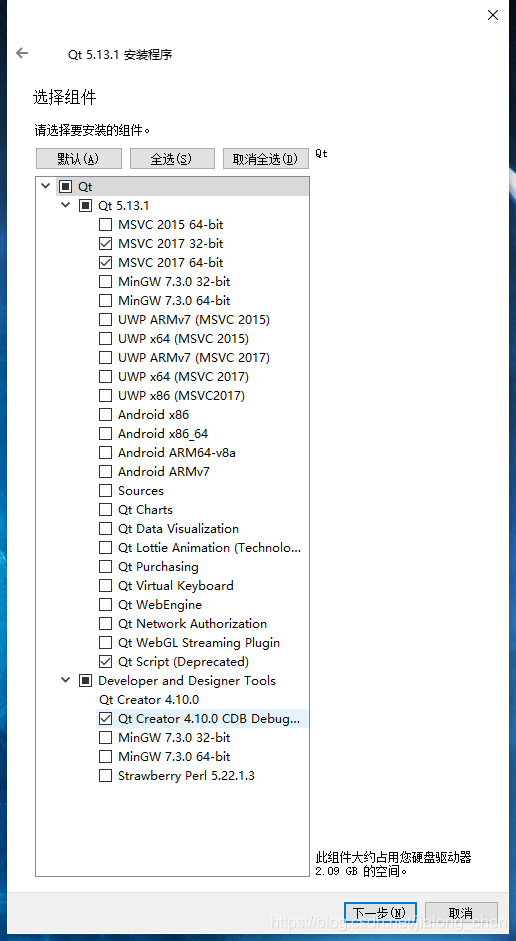 Qt 5.13.1 安装程序
选择组件
请选择要安装的组件。
默认(A) 全选(S) 取消全选(D) Qt
Qt
Qt 5.13.1
MSVC 2015 64-bit
MSVC 2017 32-bit
MSVC 2017 64-bit
MinGW 7.3.0 32-bit
MinGW 7.3.0 64-bit
UWP ARMv7 (MSVC 2015)
UWP x64 (MSVC 2015)
UWP ARMv7 (MSVC 2017)
UWP x64 (MSVC 2017)
UWP x86 (MSVC2017)
Android x86
Android x86_64
Android ARM64-v8a
Android ARMv7
Sources
Qt Charts
Qt Data Visualization
Qt Lottie Animation (Technolo...
Qt Purchasing
Qt Virtual Keyboard
Qt WebEngine
Qt Network Authorization
Qt WebGL Streaming Plugin
Qt Script (Deprecated)
Developer and Designer Tools
Qt Creator 4.10.0
Qt Creator 4.10.0 CDB Debug...
MinGW 7.3.0 32-bit
MinGW 7.3.0 64-bit
Strawberry Perl 5.22.1.3
此组件大约占用您硬盘驱动器
2.09 GB 的空间。
下一步(N) 取消